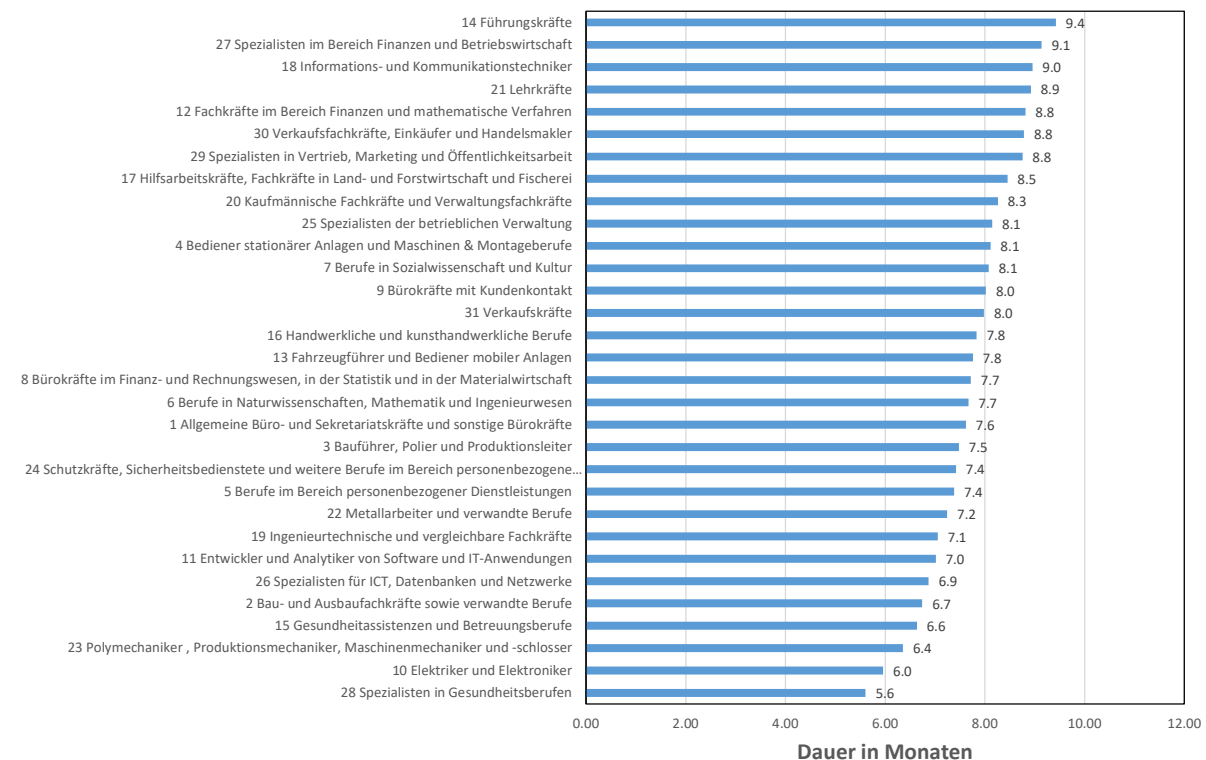 14 Führungskräfte 9.4
27 Spezialisten im Bereich Finanzen und Betriebswirtschaft 9.1
18 Informations- und Kommunikationstechniker 9.0
21 Lehrkräfte 8.9
12 Fachkräfte im Bereich Finanzen und mathematische Verfahren 8.8
30 Verkaufsfachkräfte, Einkäufer und Handelsmakler 8.8
29 Spezialisten in Vertrieb, Marketing und Öffentlichkeitsarbeit 8.8
17 Hilfsarbeitskräfte, Fachkräfte in Land- und Forstwirtschaft und Fischerei 8.5
20 Kaufmännische Fachkräfte und Verwaltungsfachkräfte 8.3
25 Spezialisten der betrieblichen Verwaltung 8.1
4 Bediener stationärer Anlagen und Maschinen & Montageberufe 8.1
7 Berufe in Sozialwissenschaft und Kultur 8.1
9 Bürokräfte mit Kundenkontakt 8.0
31 Verkaufskräfte 8.0
16 Handwerkliche und kunsthandwerkliche Berufe 7.8
13 Fahrzeugführer und Bediener mobiler Anlagen 7.8
8 Bürokräfte im Finanz- und Rechnungswesen, in der Statistik und in der Materialwirtschaft 7.7
6 Berufe in Naturwissenschaften, Mathematik und Ingenieurwesen 7.7
1 Allgemeine Büro- und Sekretariatskräfte und sonstige Bürokräfte 7.6
3 Bauführer, Polier und Produktionsleiter 7.5
24 Schutzkräfte, Sicherheitsbedienstete und weitere Berufe im Bereich personenbezogene… 7.4
5 Berufe im Bereich personenbezogener Dienstleistungen 7.4
22 Metallarbeiter und verwandte Berufe 7.2
19 Ingenieurtechnische und vergleichbare Fachkräfte 7.1
11 Entwickler und Analytiker von Software und IT-Anwendungen 7.0
26 Spezialisten für ICT, Datenbanken und Netzwerke 6.9
2 Bau- und Ausbaufachkräfte sowie verwandte Berufe 6.7
15 Gesundheitassistenzen und Betreuungsberufe 6.6
23 Polymechaniker , Produktionsmechaniker, Maschinenmechaniker und -schlosser 6.4
10 Elektriker und Elektroniker 6.0
28 Spezialisten in Gesundheitsberufen 5.6
0.00 2.00 4.00 6.00 8.00 10.00 12.00
Dauer in Monaten